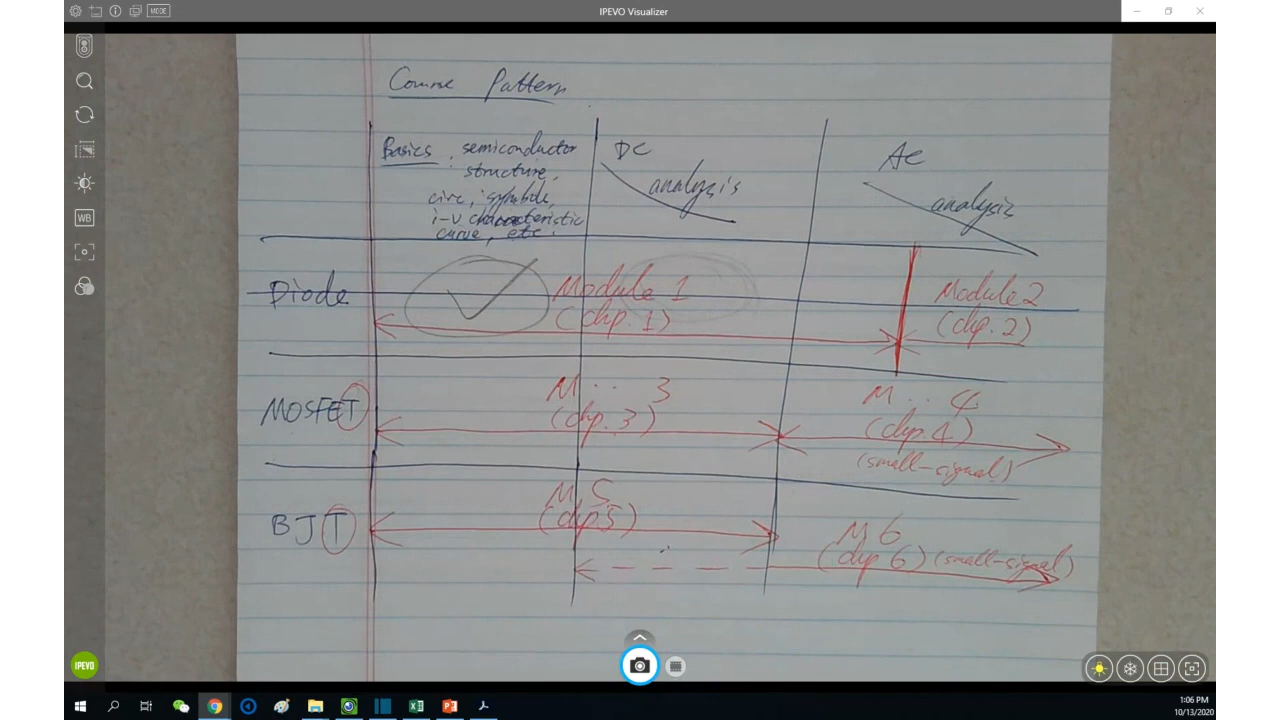 IPEVO Visualizer
MODE
WB
Course Pattern
Basics, semiconductor
structure,
circ. symbols,
i-v characteristic
curve, etc.
DC
analysis
AC
analysis
Diode
Module 1
(chp. 1)
Module 2
(chp. 2)
MOSFET
M... 3
(chp. 3)
M... 4
(chp. 4)
(small-signal)
BJT
M 5
(chp 5)
M 6
(chp 6) (small-signal)
IPEVO
1:06 PM
10/13/2020